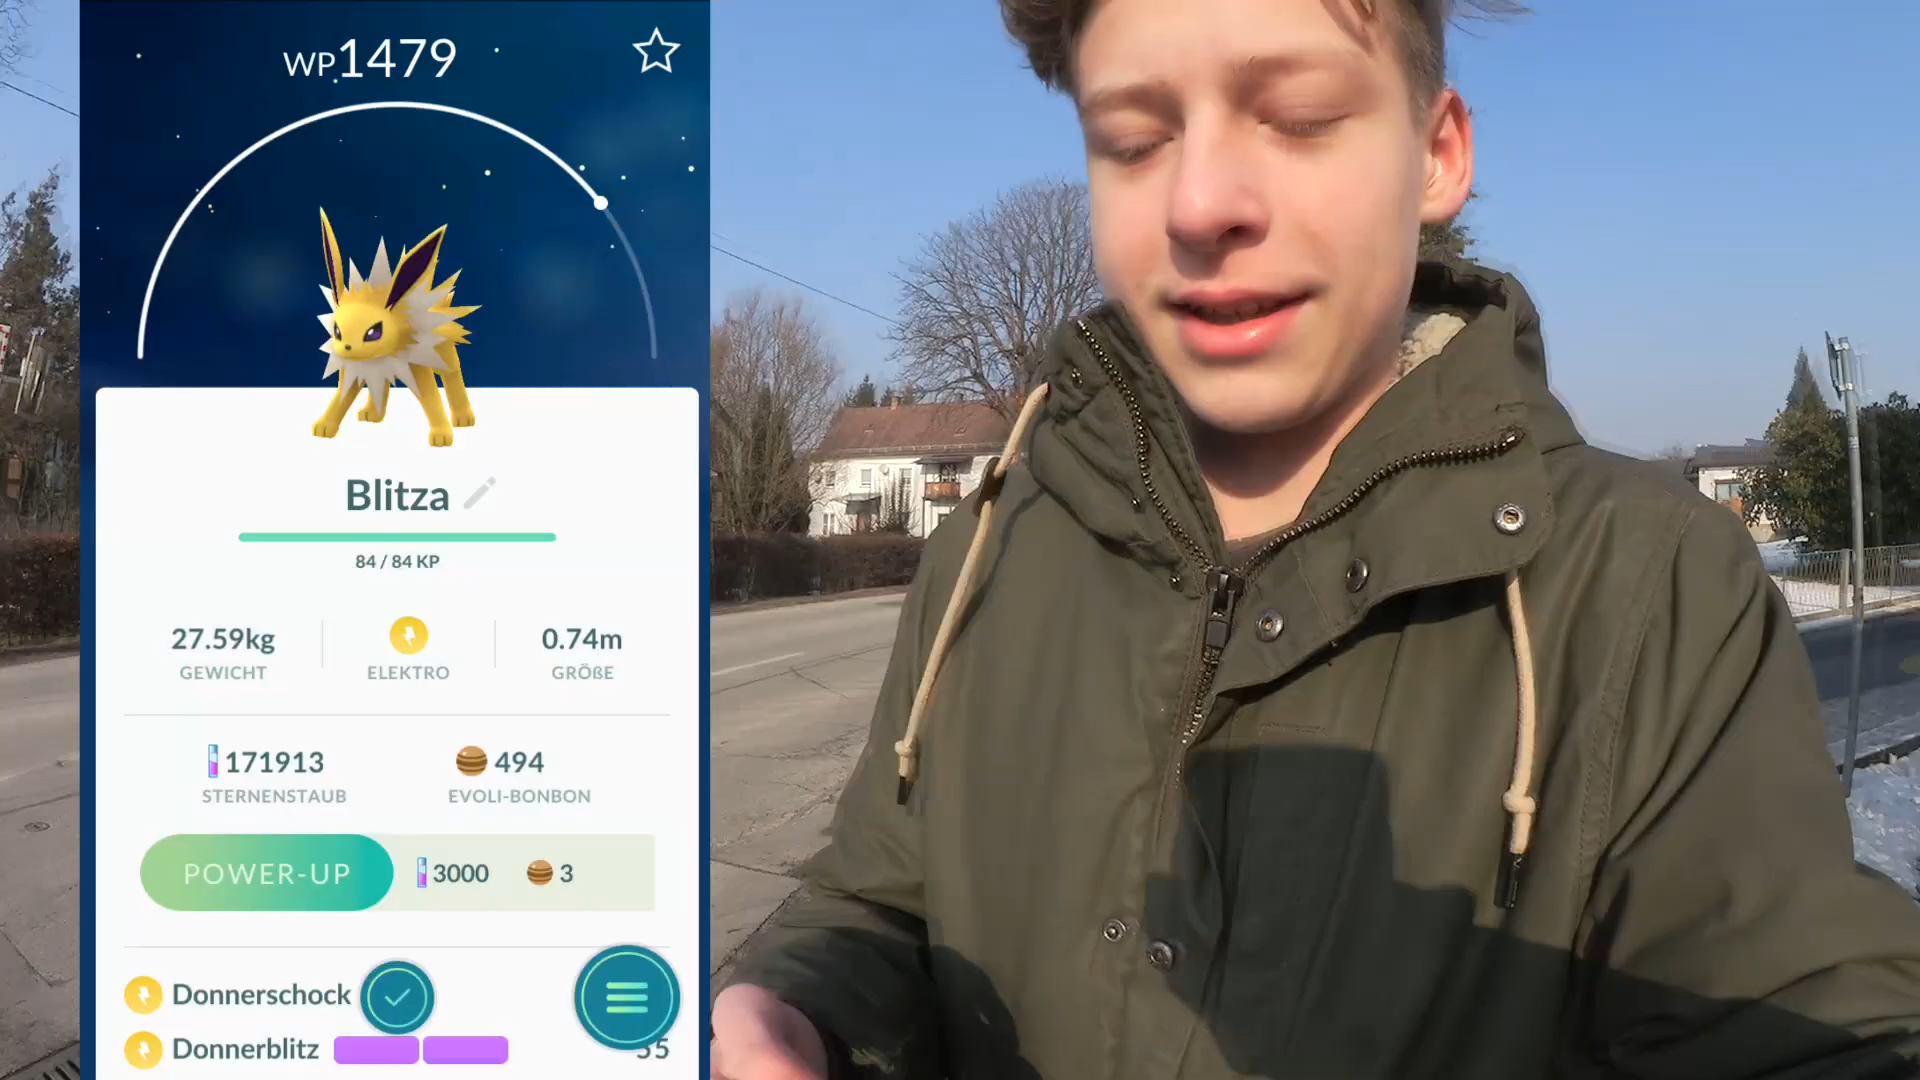 WP1479
Blitza
84 / 84 KP
27.59kg
GEWICHT
ELEKTRO
0.74m
GRÖßE
171913
STERNENSTAUB
494
EVOLI-BONBON
POWER-UP
3000
3
Donnerschock
Donnerblitz
55